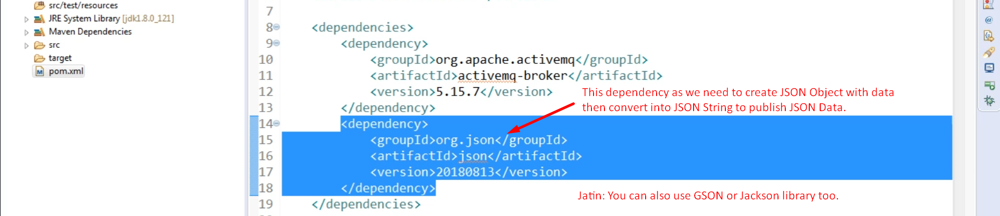 src/test/resources
JRE System Library [jdk1.8.0_121]
Maven Dependencies
src
target
pom.xml
7
8 <dependencies>
9 <dependency>
10 <groupId>org.apache.activemq</groupId>
11 <artifactId>activemq-broker</artifactId>
12 <version>5.15.7</version>
13 </dependency>
14 <dependency>
15 <groupId>org.json</groupId>
16 <artifactId>json</artifactId>
17 <version>20180813</version>
18 </dependency>
19 </dependencies>
This dependency as we need to create JSON Object with data
then convert into JSON String to publish JSON Data.
Jatin: You can also use GSON or Jackson library too.